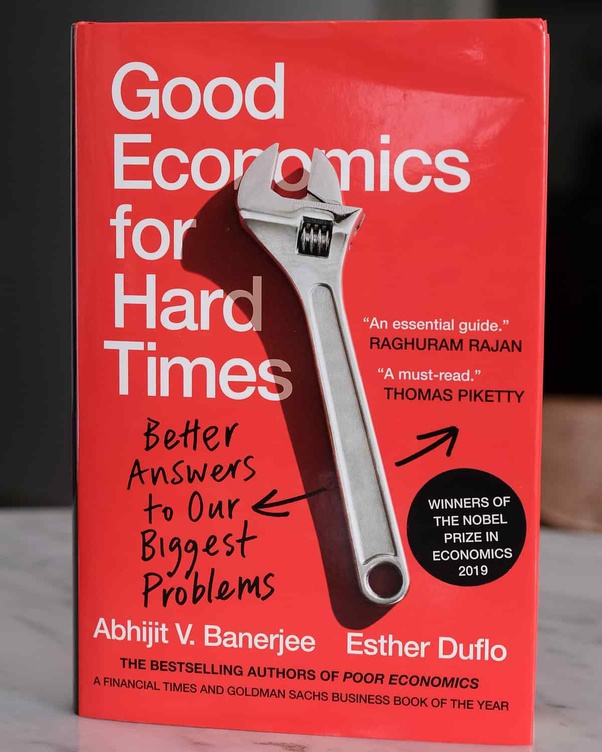 Good
Economics
for
Hard
Times
“An essential guide.”
RAGHURAM RAJAN
“A must-read.”
THOMAS PIKETTY
Better
Answers
to Our
Biggest
Problems
WINNERS OF
THE NOBEL
PRIZE IN
ECONOMICS
2019
Abhijit V. Banerjee Esther Duflo
THE BESTSELLING AUTHORS OF POOR ECONOMICS
A FINANCIAL TIMES AND GOLDMAN SACHS BUSINESS BOOK OF THE YEAR